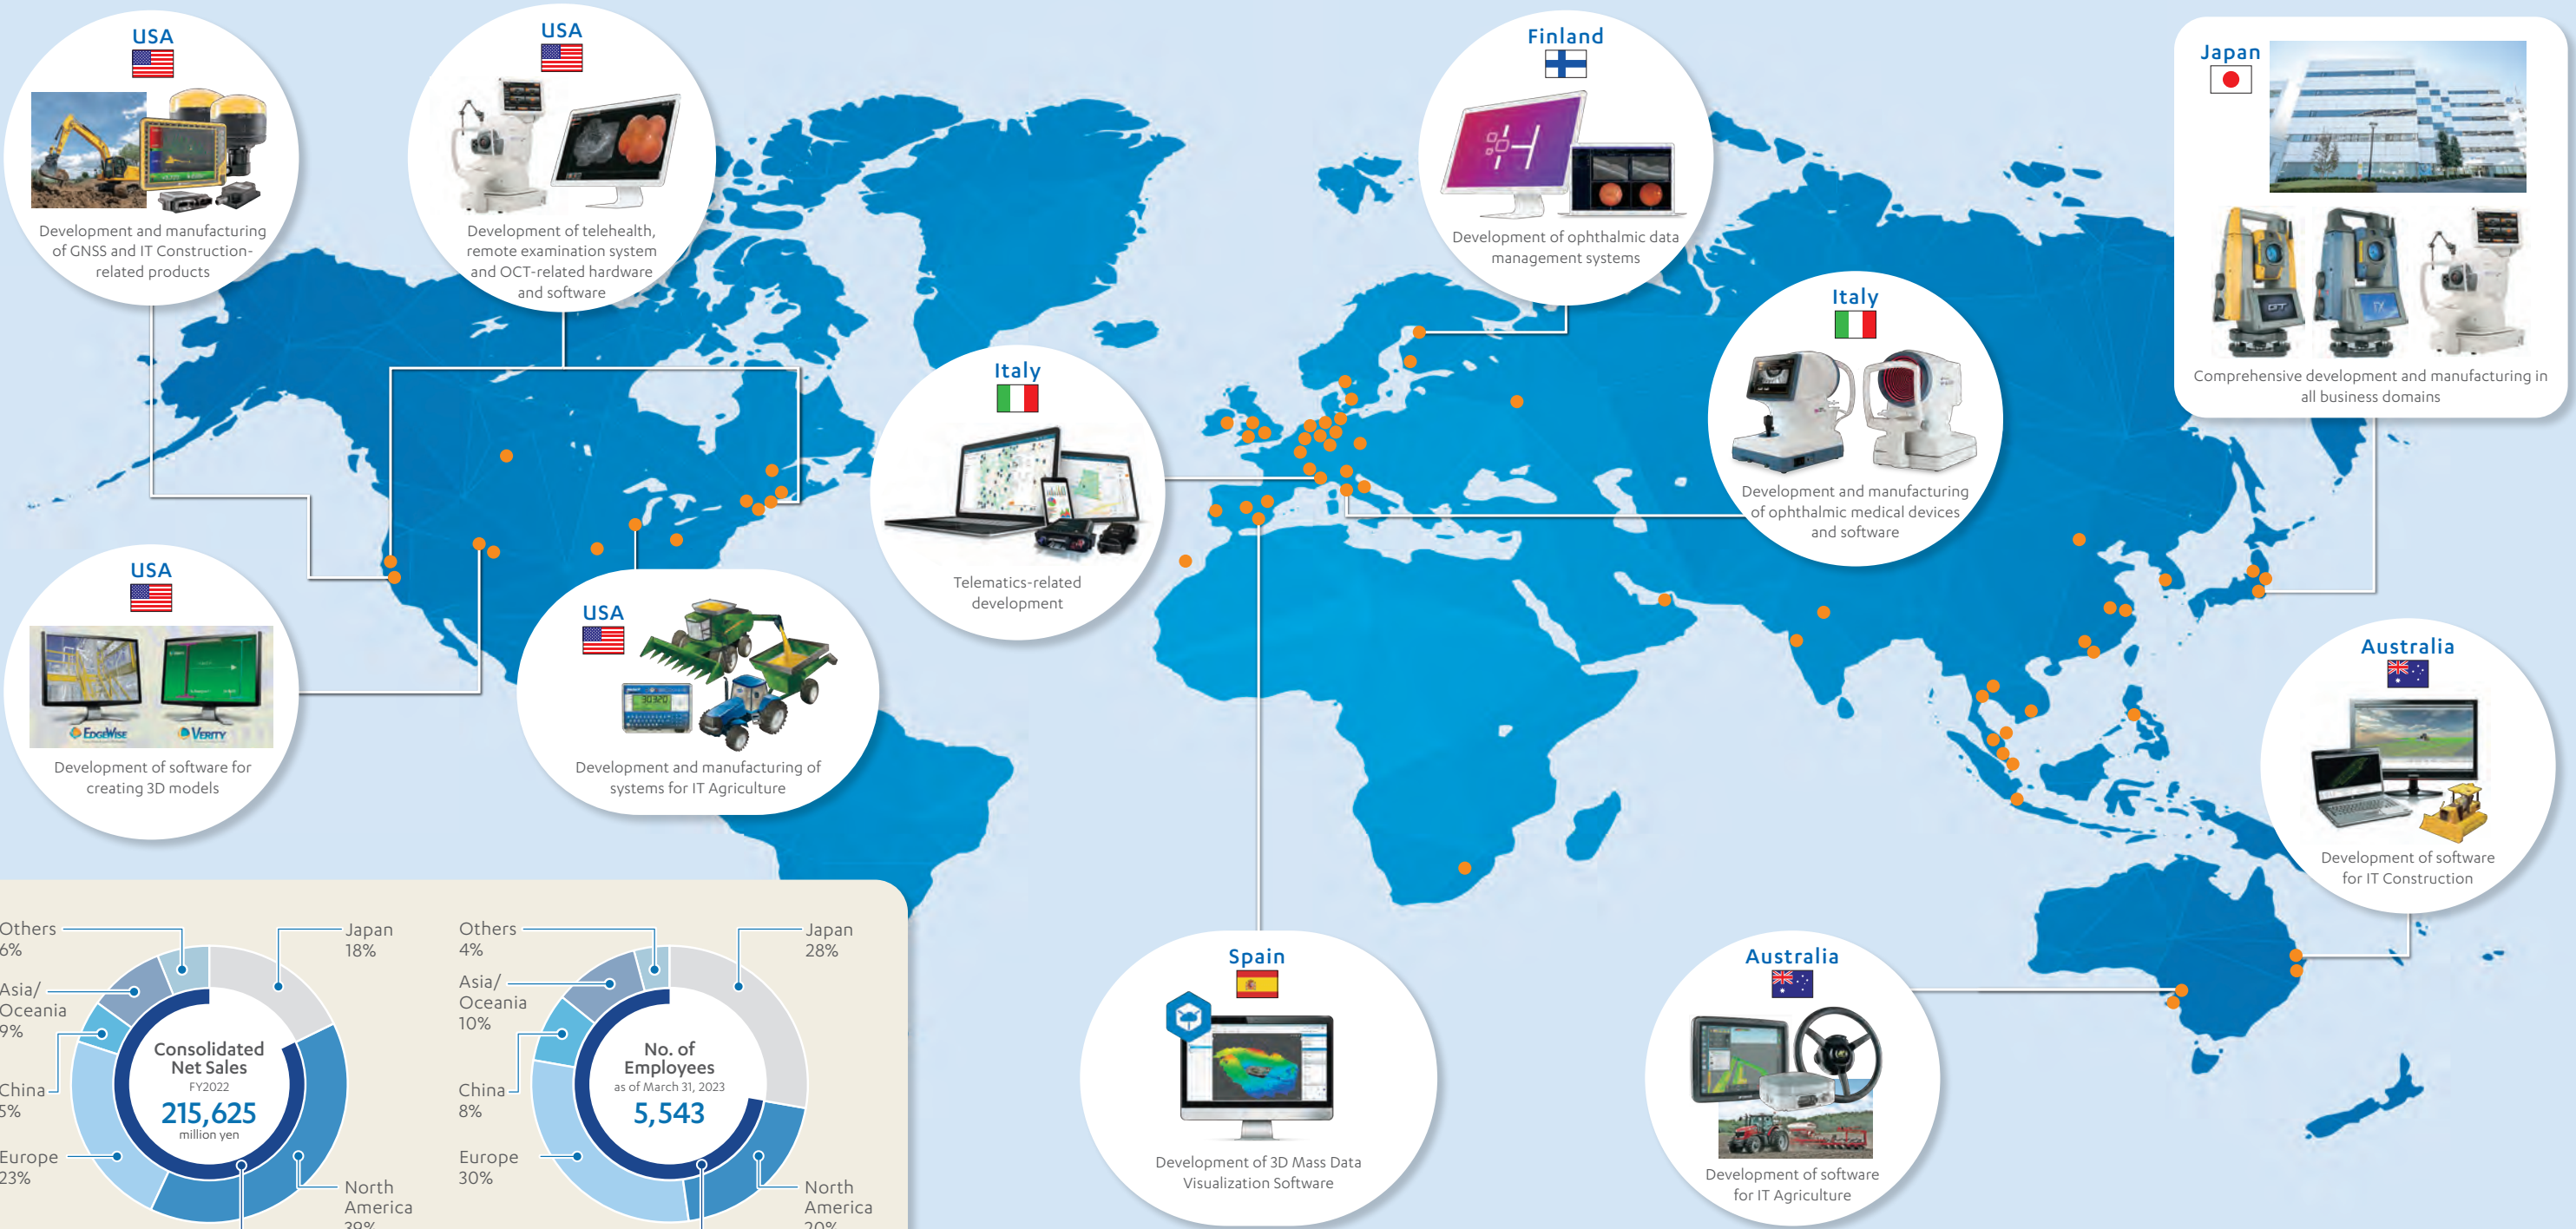 USA
Development and manufacturing
of GNSS and IT Construction-
related products
USA
Development of telehealth,
remote examination system
and OCT-related hardware
and software
Finland
Development of ophthalmic data
management systems
Japan
Comprehensive development and manufacturing in
all business domains
Italy
Development and manufacturing
of ophthalmic medical devices
and software
Italy
Telematics-related
development
USA
EDGEWISE
VERITY
Development of software for
creating 3D models
USA
Development and manufacturing of
systems for IT Agriculture
Australia
Development of software
for IT Construction
Spain
Development of 3D Mass Data
Visualization Software
Australia
Development of software
for IT Agriculture
Others
6%
Japan
18%
Asia/
Oceania
9%
China
5%
Europe
23%
North
America
39%
Consolidated
Net Sales
FY2022
215,625
million yen
Others
4%
Japan
28%
Asia/
Oceania
10%
China
8%
Europe
30%
North
America
20%
No. of
Employees
as of March 31, 2023
5,543